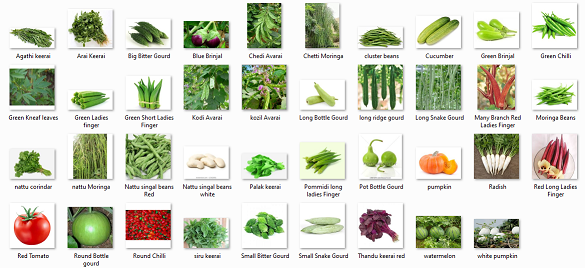 Agathi keerai
Arai Keerai
Big Bitter Gourd
Blue Brinjal
Chedi Avarai
Chetti Moringa
cluster beans
Cucumber
Green Brinjal
Green Chilli
Green Kneaf leaves
Green Ladies
finger
Green Short Ladies
Finger
Kodi Avarai
kozil Avarai
Long Bottle Gourd
long ridge gourd
Long Snake Gourd
Many Branch Red
Ladies Finger
Moringa Beans
nattu corindar
nattu Moringa
Nattu singal beans
Red
Nattu singal beans
white
Palak keerai
Pommidi long
ladies Finger
Pot Bottle Gourd
pumpkin
Radish
Red Long Ladies
Finger
Red Tomato
Round Bottle
gourd
Round Chilli
siru keerai
Small Bitter Gourd
Small Snake Gourd
Thandu keerai red
watermelon
white pumpkin